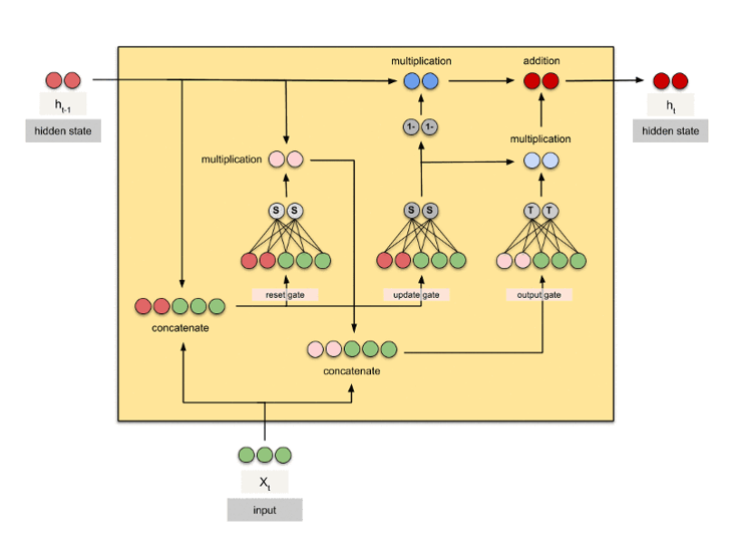 multiplication
addition
h t-1
hidden state
1- 1-
h t
hidden state
multiplication
multiplication
S S
S S
T T
reset gate
update gate
output gate
concatenate
concatenate
X t
input